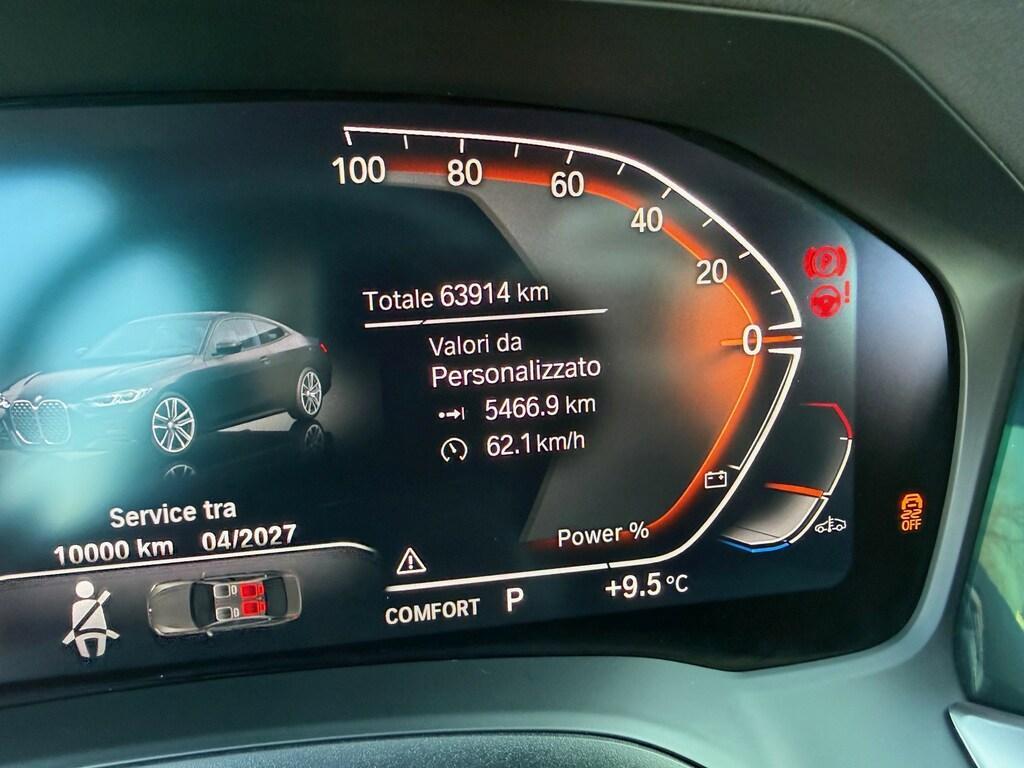 100
80
60
40
20
0
Totale 63914 km
Valori da
Personalizzato
5466.9 km
62.1 km/h
Service tra
10000 km 04/2027
Power %
COMFORT P +9.5 °C
P
!
OFF